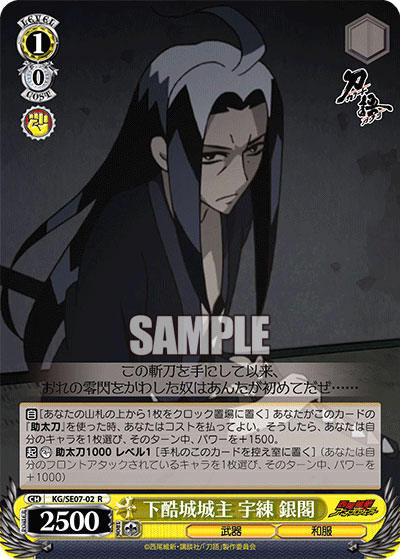 LEVEL
1
0
COST
刀語
SAMPLE
この斬刀を手にして以来、
おれの零閃をかわした奴はあんたが初めてだぜ……
自［あなたの山札の上から1枚をクロック置場に置く］あなたがこのカードの
『助太刀』を使った時、あなたはコストを払ってよい。そうしたら、あなたは自
分のキャラを1枚選び、そのターン中、パワーを＋1500。
起 助太刀1000 レベル1 ［手札のこのカードを控え室に置く］（あなたは自
分のフロントアタックされているキャラを1枚選び、そのターン中、パワーを
＋1000）
CH KG/SE07-02 R
下酷城城主 宇練 銀閣
POWER
2500
武器
和服
©西尾維新・講談社／「刀語」製作委員会